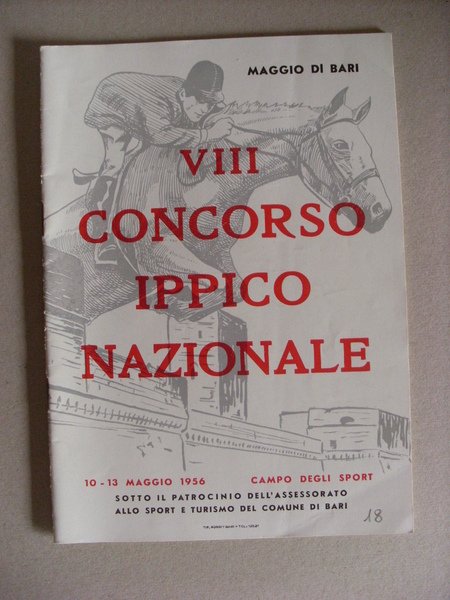 MAGGIO DI BARI
VIII
CONCORSO
IPPICO
NAZIONALE
10 - 13 MAGGIO 1956 CAMPO DEGLI SPORT
SOTTO IL PATROCINIO DELL'ASSESSORATO
ALLO SPORT E TURISMO DEL COMUNE DI BARI
18